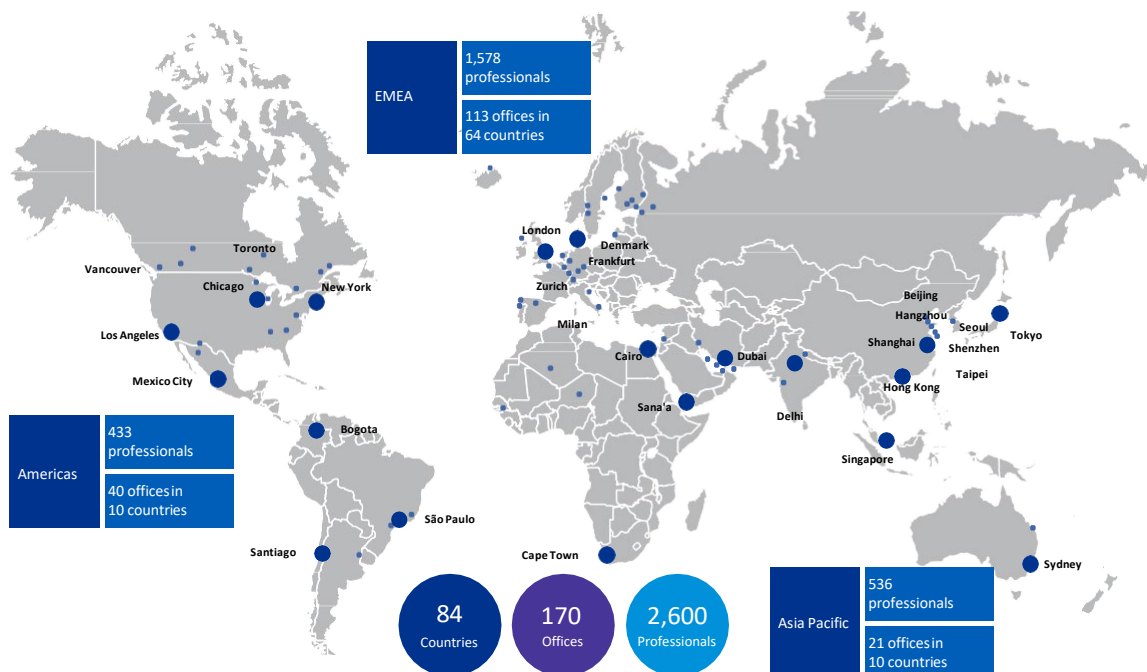 EMEA
1,578
professionals
113 offices in
64 countries
London
Denmark
Frankfurt
Zurich
Milan
Toronto
Vancouver
Chicago
New York
Los Angeles
Mexico City
Beijing
Hangzhou
Seoul
Tokyo
Shanghai
Shenzhen
Taipei
Hong Kong
Cairo
Dubai
Sana'a
Delhi
Singapore
Americas
433
professionals
40 offices in
10 countries
Bogota
São Paulo
Santiago
Cape Town
Sydney
84
Countries
170
Offices
2,600
Professionals
Asia Pacific
536
professionals
21 offices in
10 countries